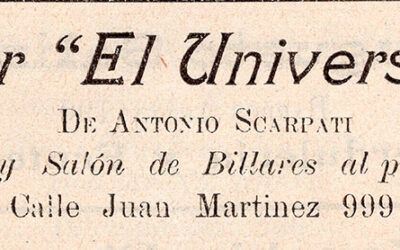 r "El Univers
DE ANTONIO SCARPATI
y Salón de Billares al p
Calle Juan Martinez 999